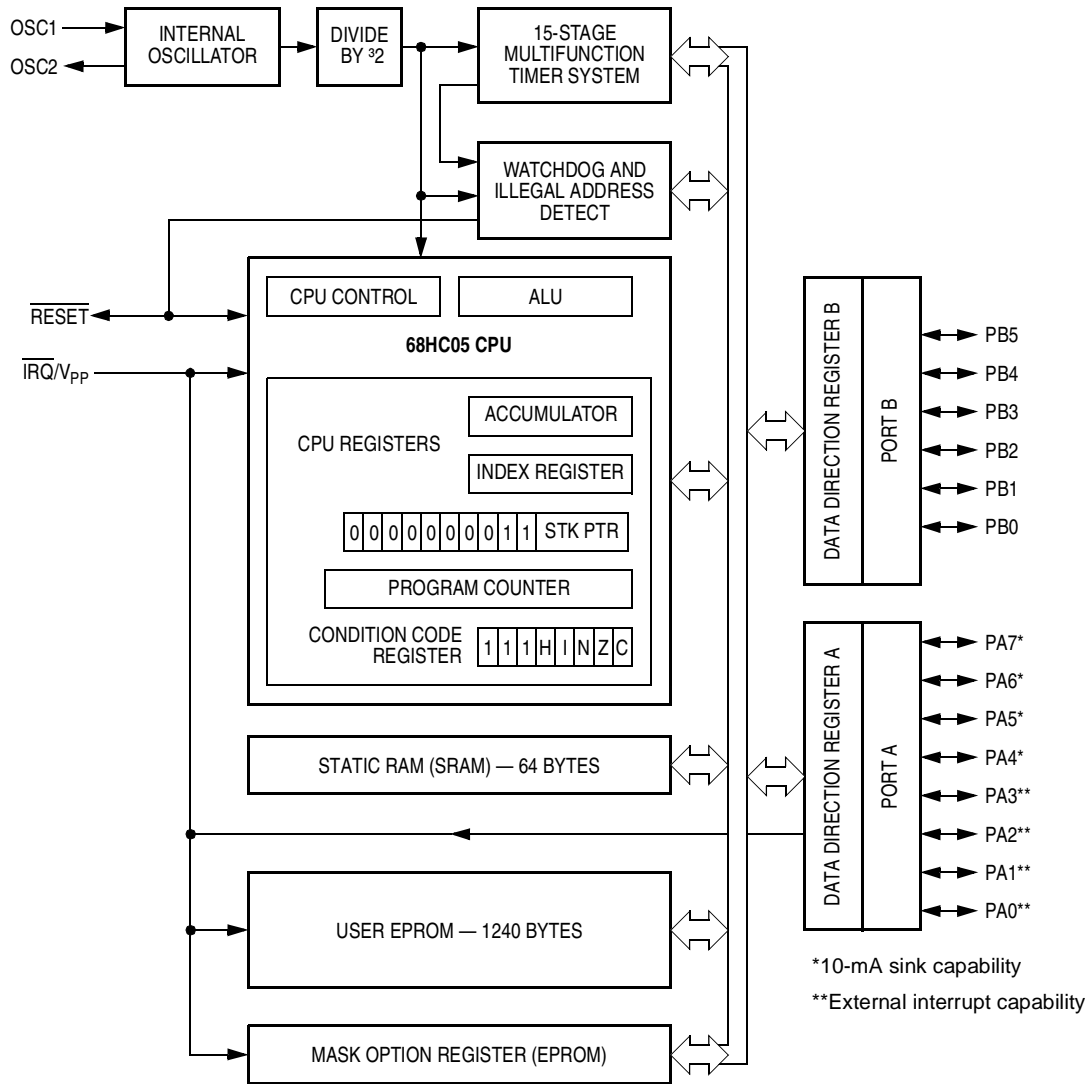 OSC1
OSC2
INTERNAL
OSCILLATOR
DIVIDE
BY ³2
15-STAGE
MULTIFUNCTION
TIMER SYSTEM
WATCHDOG AND
ILLEGAL ADDRESS
DETECT
RESET
IRQ/VPP
CPU CONTROL
ALU
68HC05 CPU
CPU REGISTERS
ACCUMULATOR
INDEX REGISTER
0 0 0 0 0 0 0 0 1 1 STK PTR
PROGRAM COUNTER
CONDITION CODE
REGISTER
1 1 1 H I N Z C
STATIC RAM (SRAM) — 64 BYTES
USER EPROM — 1240 BYTES
MASK OPTION REGISTER (EPROM)
DATA DIRECTION REGISTER B
PORT B
PB5
PB4
PB3
PB2
PB1
PB0
DATA DIRECTION REGISTER A
PORT A
PA7*
PA6*
PA5*
PA4*
PA3**
PA2**
PA1**
PA0**
*10-mA sink capability
**External interrupt capability